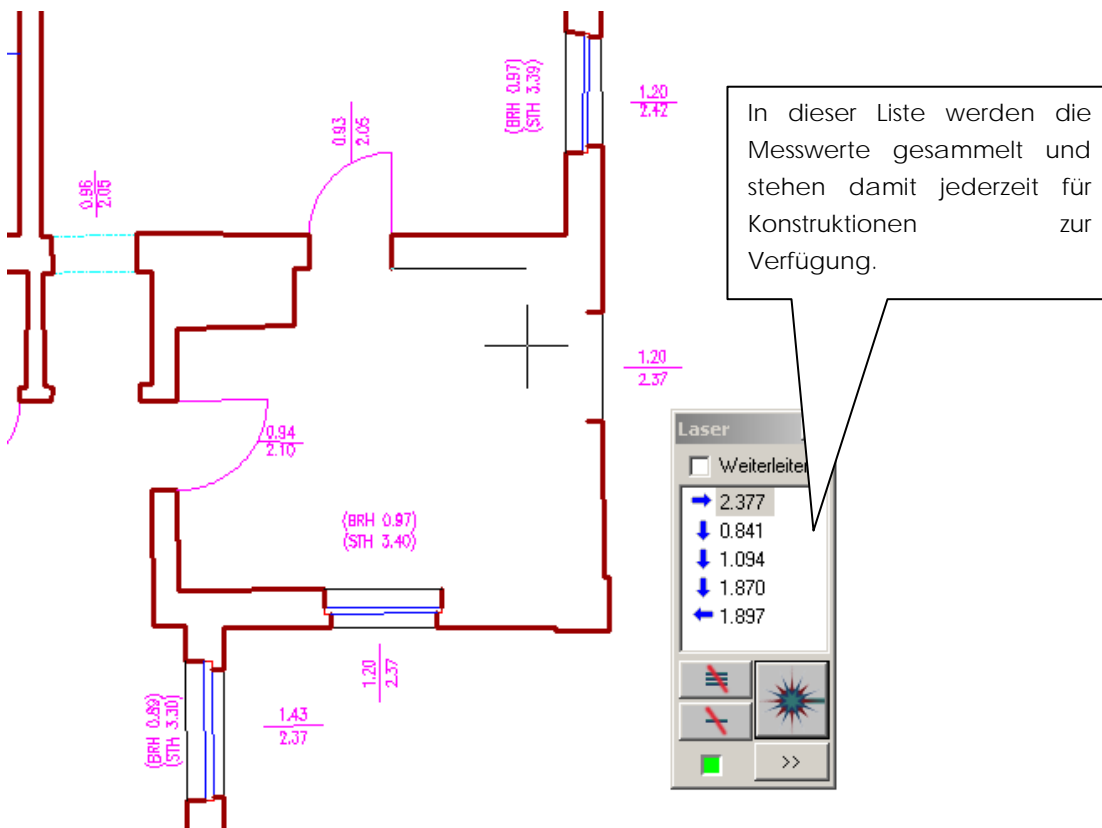 (BRH 0.97)
(STH 3.39)
1.20
2.42
0.93
2.05
0.96
2.05
In dieser Liste werden die
Messwerte gesammelt und
stehen damit jederzeit für
Konstruktionen zur
Verfügung.
1.20
2.37
0.94
2.10
Laser
Weiterleiten
2.377
0.841
1.094
1.870
1.897
(BRH 0.97)
(STH 3.40)
1.20
2.37
(BRH 0.89)
(STH 3.30)
1.43
2.37
>>